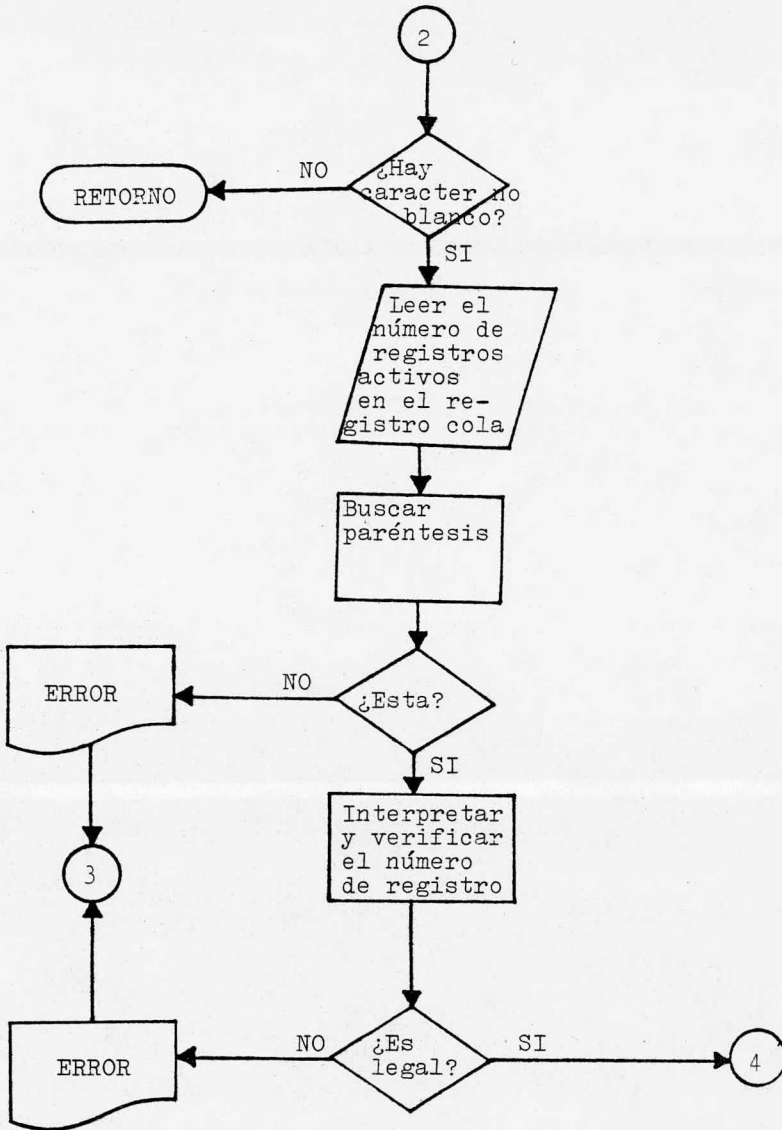 2
¿Hay
caracter no
blanco?
NO
RETORNO
SI
Leer el
número de
registros
activos
en el re-
gistro cola
Buscar
paréntesis
¿Esta?
NO
ERROR
SI
Interpretar
y verificar
el número
de registro
3
¿Es
legal?
NO
ERROR
SI
4